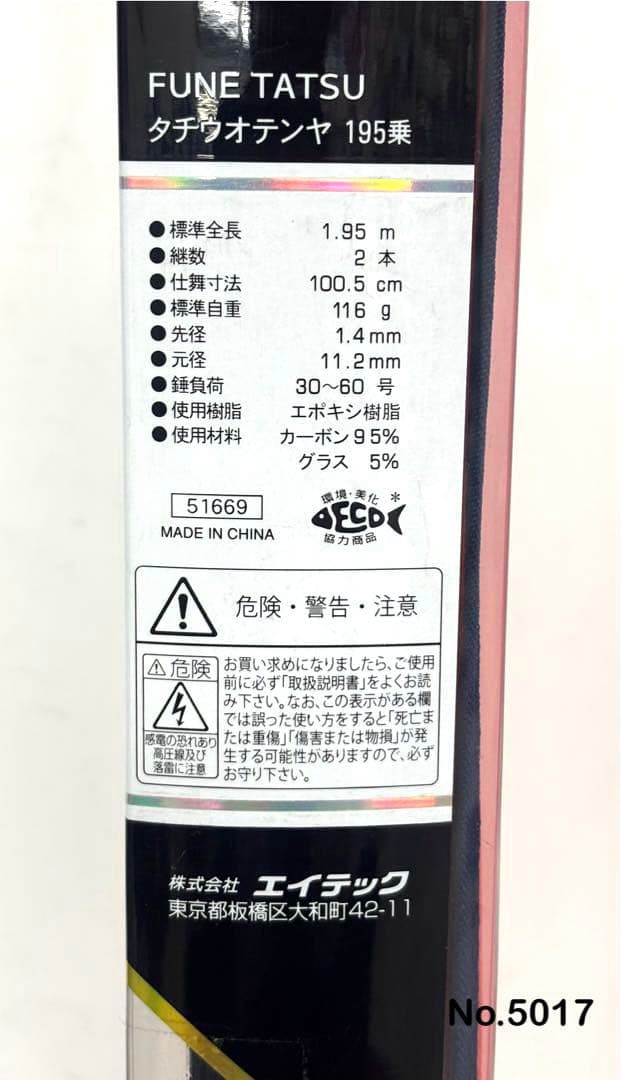 FUNE TATSU
タチウオテンヤ 195乗
●標準全長 1.95 m
●継数 2 本
●仕舞寸法 100.5 cm
●標準自重 116 g
●先径 1.4mm
●元径 11.2mm
●錘負荷 30〜60 号
●使用樹脂 エポキシ樹脂
●使用材料 カーボン95%
グラス 5%
51669
MADE IN CHINA
環境・美化*
DECO
協力商品
危険・警告・注意
危険
感電の恐れあり
高圧線及び
落雷に注意
お買い求めになりましたら、ご使用
前に必ず「取扱説明書」をよくお読
み下さい。なお、この表示がある欄
では誤った使い方をすると「死亡ま
たは重傷」「傷害または物損」が発
生する可能性がありますので、必ず
お守り下さい。
株式会社 エイテック
東京都板橋区大和町42-11
No.5017